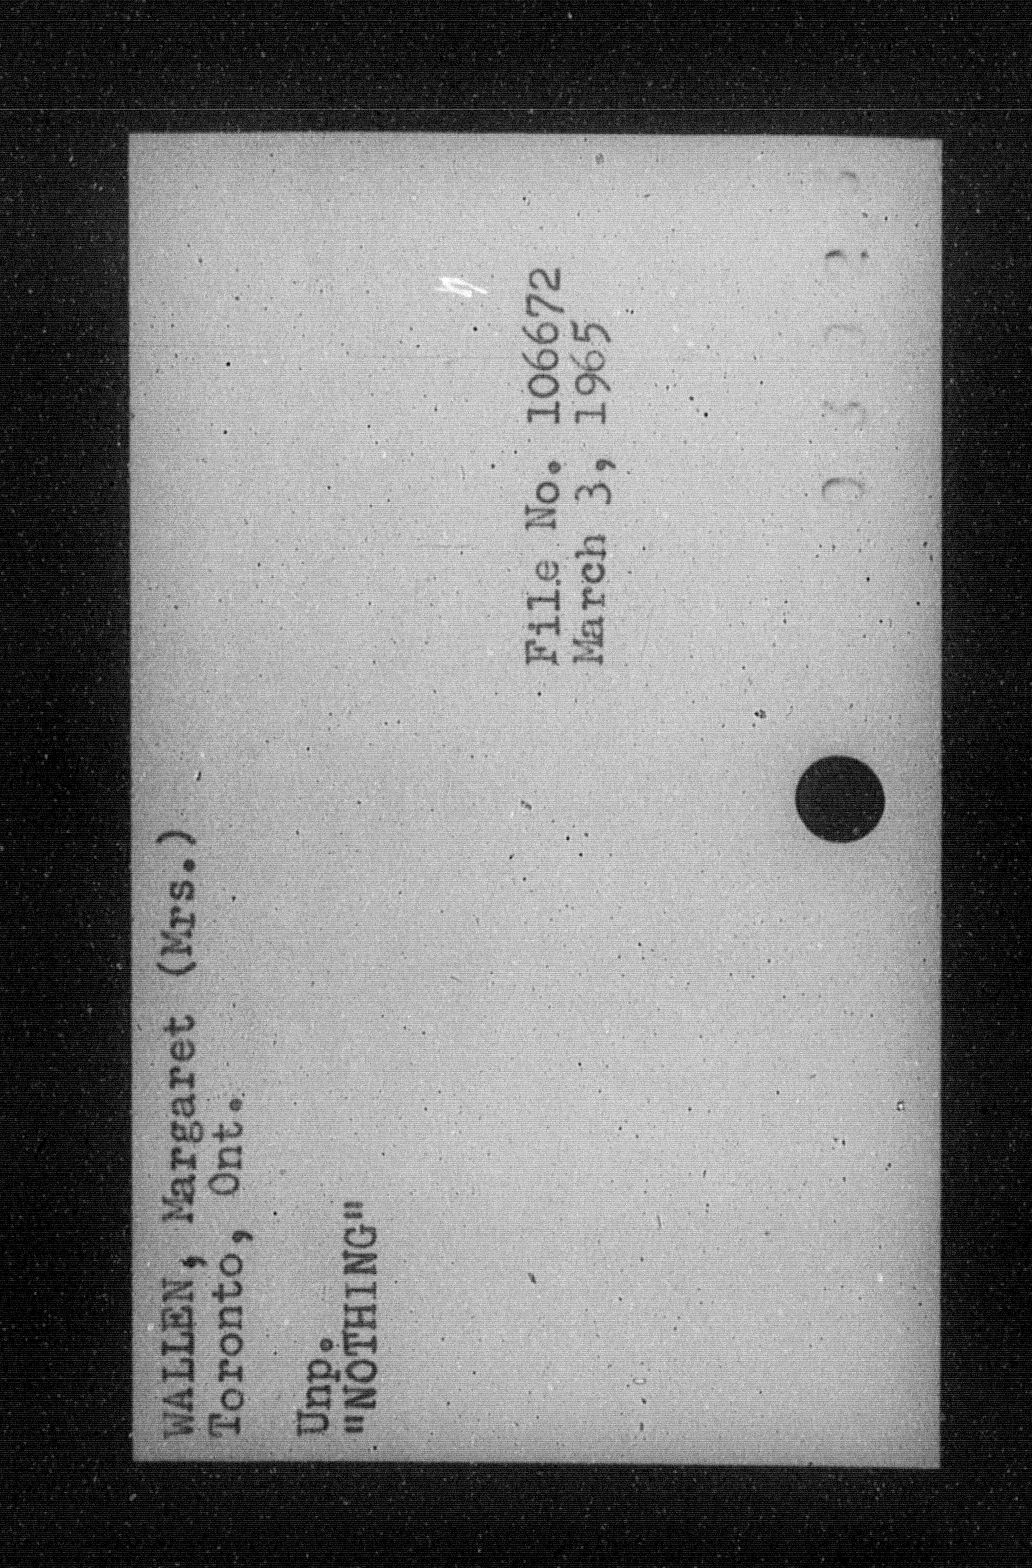 WALLEN, Margaret (Mrs.)
Toronto, Ont.
Unp.
"NOTHING"
File No. 106672
March 3, 1965